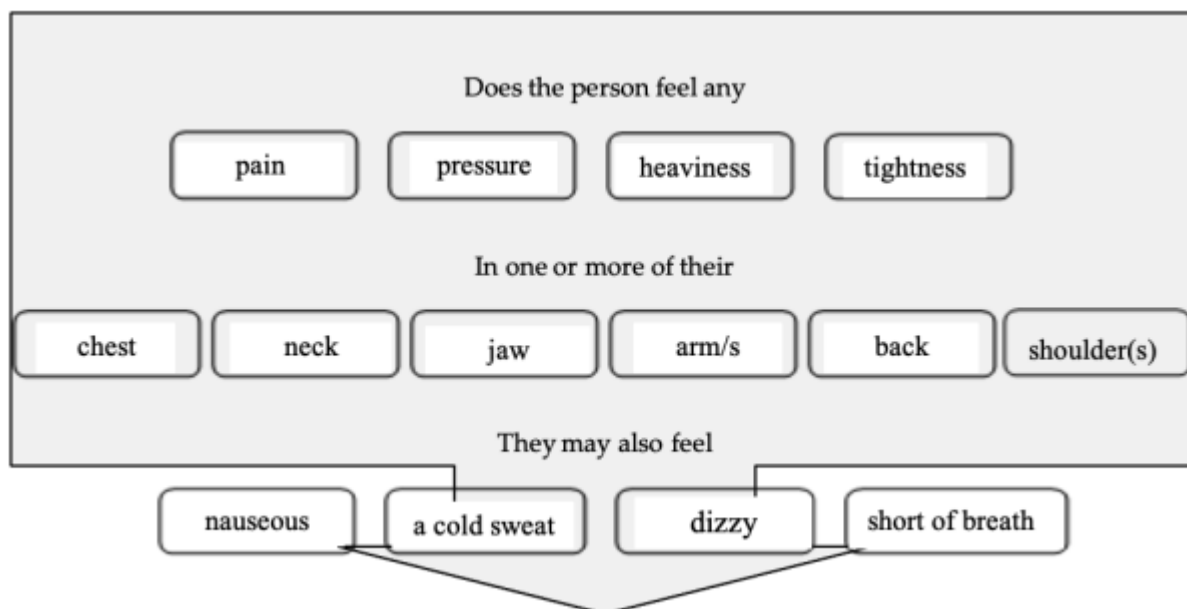 Does the person feel any
pain pressure heaviness tightness
In one or more of their
chest neck jaw arm/s back shoulder(s)
They may also feel
nauseous a cold sweat dizzy short of breath